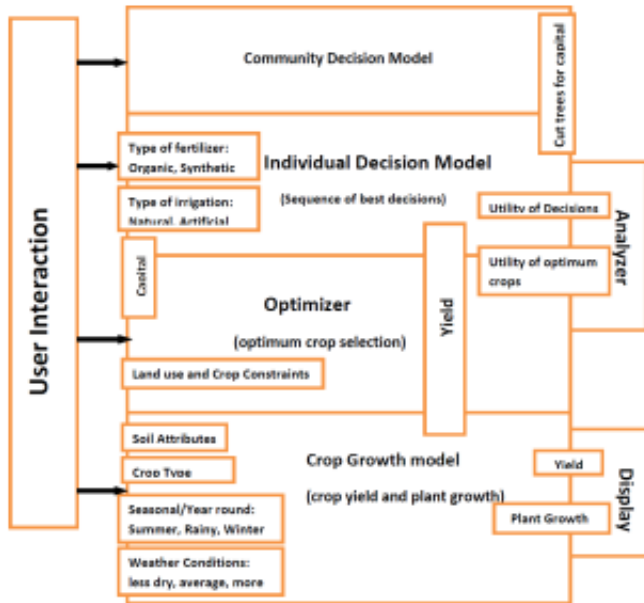 User Interaction
Community Decision Model
Cut trees for capital
Type of fertilizer:
Organic, Synthetic
Individual Decision Model
(Sequence of best decisions)
Type of irrigation:
Natural, Artificial
Utility of Decisions
Analyzer
Capital
Utility of optimum
crops
Optimizer
(optimum crop selection)
Yield
Land use and Crop Constraints
Soil Attributes
Crop Type
Crop Growth model
(crop yield and plant growth)
Yield
Display
Seasonal/Year round:
Summer, Rainy, Winter
Plant Growth
Weather Conditions:
less dry, average, more